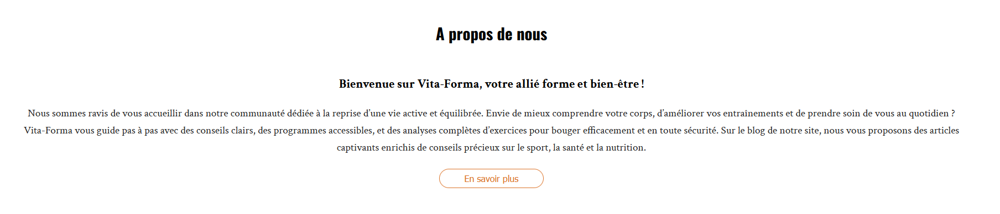 A propos de nous
Bienvenue sur Vita-Forma, votre allié forme et bien-être !
Nous sommes ravis de vous accueillir dans notre communauté dédiée à la reprise d’une vie active et équilibrée. Envie de mieux comprendre votre corps, d’améliorer vos entraînements et de prendre soin de vous au quotidien ?
Vita-Forma vous guide pas à pas avec des conseils clairs, des programmes accessibles, et des analyses complètes d’exercices pour bouger efficacement et en toute sécurité. Sur le blog de notre site, nous vous proposons des articles
captivants enrichis de conseils précieux sur le sport, la santé et la nutrition.
En savoir plus